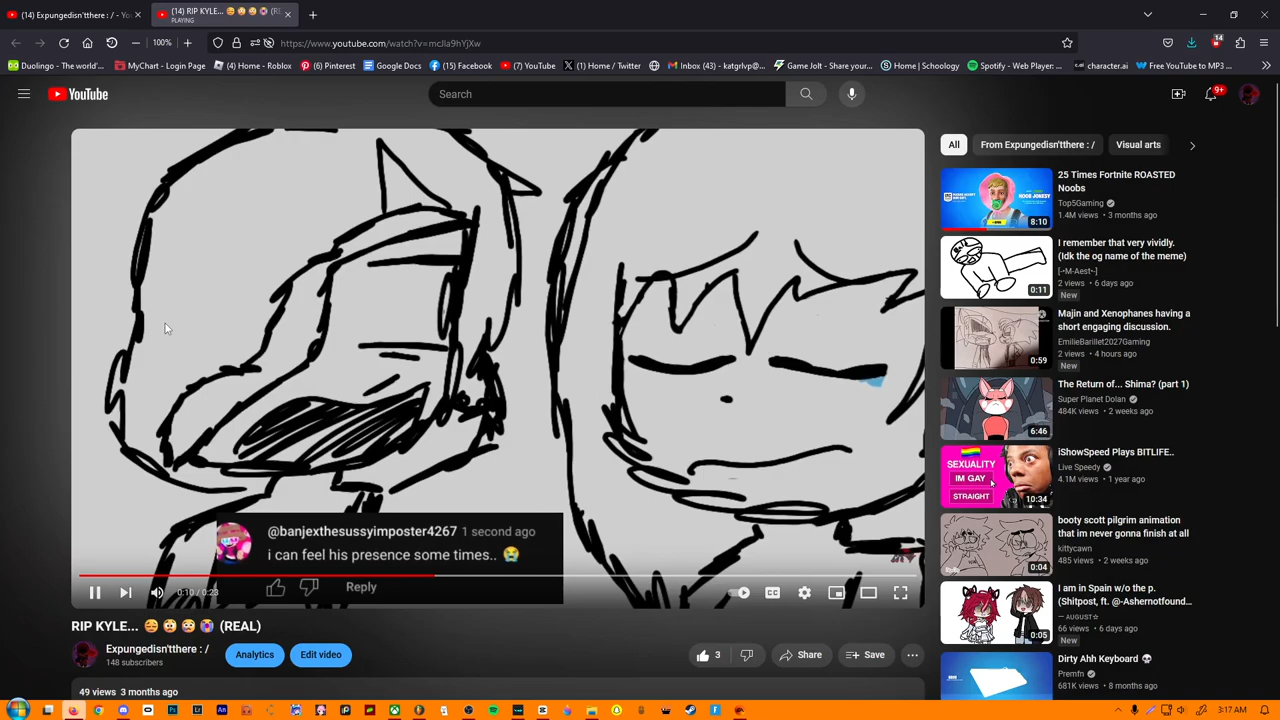 (14) Expungedisn'tthere : / - Yo
(14) RIP KYLE...
PLAYING
100%
https://www.youtube.com/watch?v=mcJla9hYjXw
14
Duolingo - The world'
MyChart - Login Page
(4) Home - Roblox
(6) Pinterest
Google Docs
(15) Facebook
(7) YouTube
(1) Home / Twitter
Inbox (43) - katgrlvp@
Game Jolt - Share your...
Home | Schoology
Spotify - Web Player: ...
character.ai
Free YouTube to MP3 ...
YouTube
Search
9+
All
From Expungedisn'tthere : /
Visual arts
25 Times Fortnite ROASTED
Noobs
Top5Gaming
1.4M views • 3 months ago
8:10
I remember that very vividly.
(Idk the og name of the meme)
[-M-Aest~]
2 views • 6 days ago
New
0:11
Majin and Xenophanes having a
short engaging discussion.
EmilieBarillet2027Gaming
2 views • 4 hours ago
New
0:59
The Return of... Shima? (part 1)
Super Planet Dolan
484K views • 2 weeks ago
6:46
SEXUALITY
IM GAY
STRAIGHT
iShowSpeed Plays BITLIFE..
Live Speedy
4.1M views • 1 year ago
10:34
booty scott pilgrim animation
that im never gonna finish at all
kittycawn
485 views • 2 weeks ago
0:04
I am in Spain w/o the p.
(Shitpost, ft. @-Ashernotfound...
— AUGUST☆
66 views • 6 days ago
New
0:05
Dirty Ahh Keyboard 💀
Premfn
681K views • 8 months ago
@banjexthesussyimposter4267 1 second ago
i can feel his presence some times.. 😭
Reply
0:10 / 0:23
RIP KYLE... 🥰 😳 😨 😭 (REAL)
Expungedisn'tthere : /
148 subscribers
Analytics
Edit video
3
Share
Save
49 views 3 months ago
3:17 AM